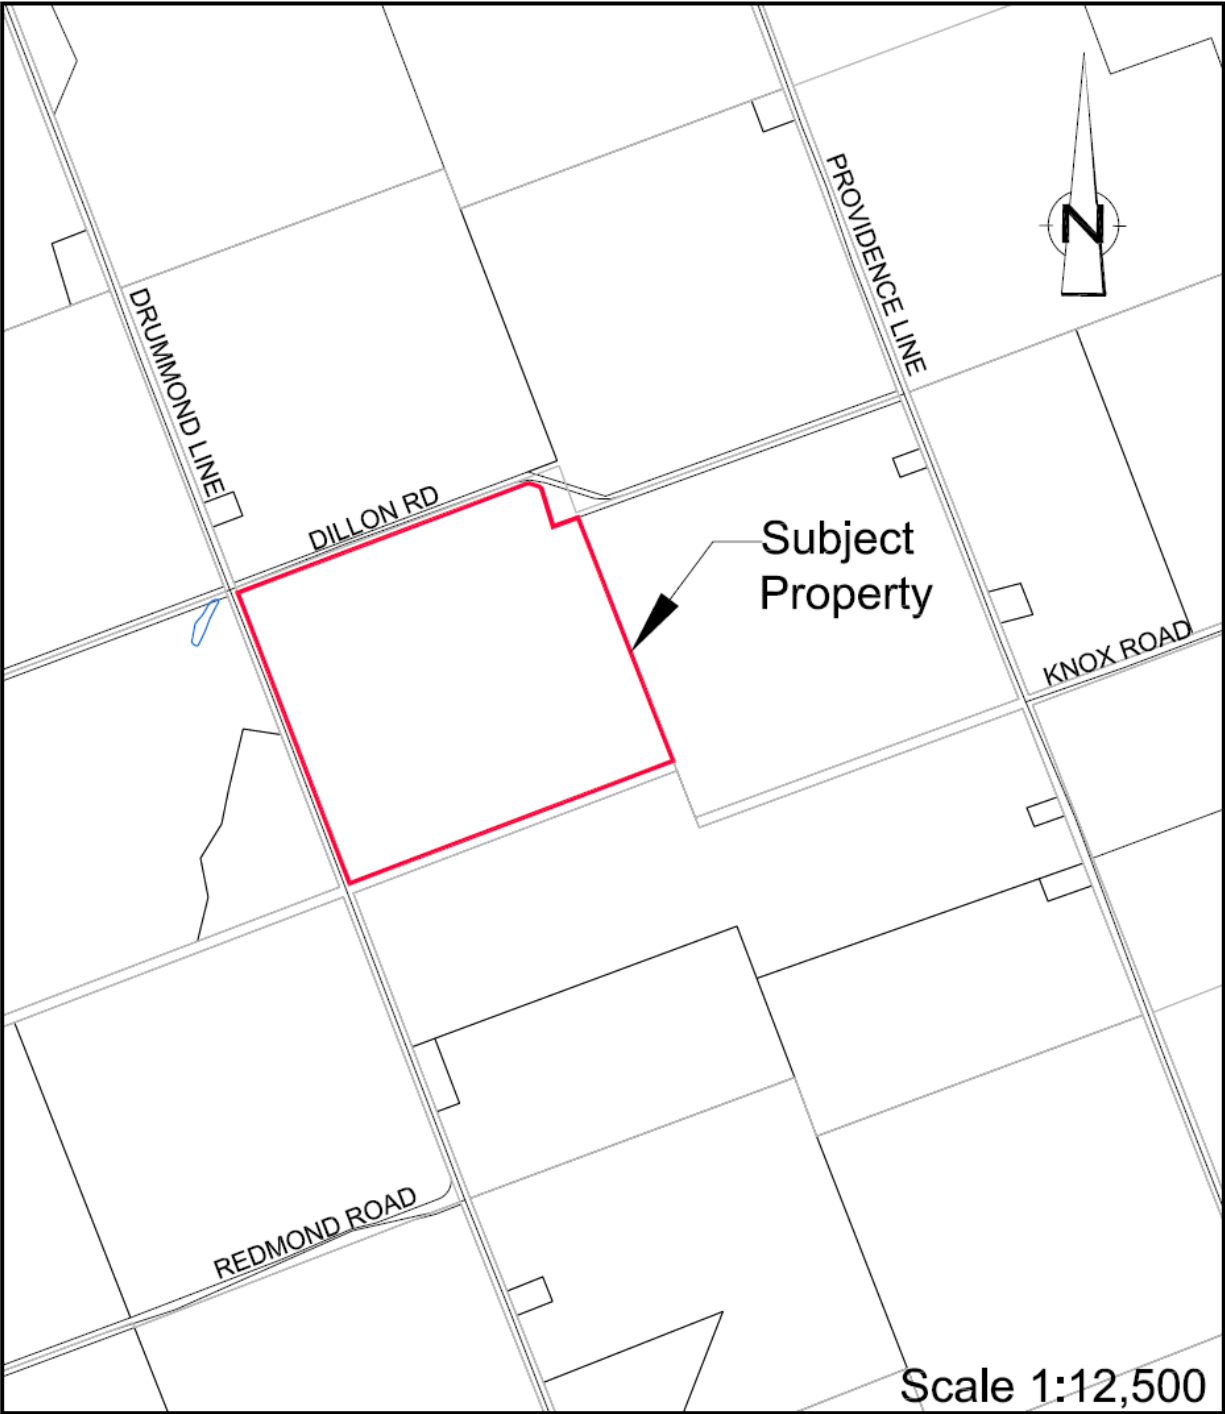 PROVIDENCE LINE
N
DRUMMOND LINE
DILLON RD
Subject
Property
KNOX ROAD
REDMOND ROAD
Scale 1:12,500